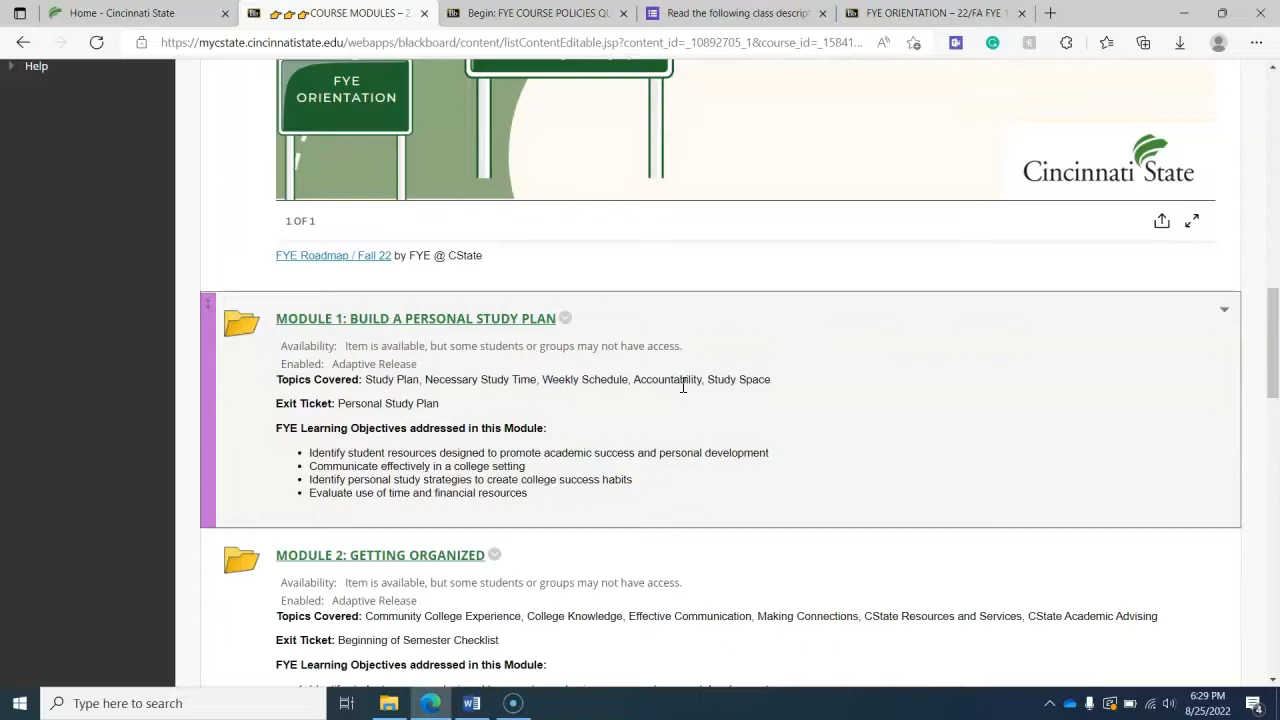 Home - Cincinnati State
COURSE MODULES – 2
Begin: FYE COURSE POLICIES QU
Read the following class descript
FYE ORIENTATION – 22/FA FYE 1
https://mycstate.cincinnatistate.edu/webapps/blackboard/content/listContentEditable.jsp?content_id=_10892705_1&course_id=_15841...
Help
FYE
ORIENTATION
Cincinnati State
1 OF 1
FYE Roadmap / Fall 22 by FYE @ CState
MODULE 1: BUILD A PERSONAL STUDY PLAN
Availability: Item is available, but some students or groups may not have access.
Enabled: Adaptive Release
Topics Covered: Study Plan, Necessary Study Time, Weekly Schedule, Accountability, Study Space
Exit Ticket: Personal Study Plan
FYE Learning Objectives addressed in this Module:
Identify student resources designed to promote academic success and personal development
Communicate effectively in a college setting
Identify personal study strategies to create college success habits
Evaluate use of time and financial resources
MODULE 2: GETTING ORGANIZED
Availability: Item is available, but some students or groups may not have access.
Enabled: Adaptive Release
Topics Covered: Community College Experience, College Knowledge, Effective Communication, Making Connections, CState Resources and Services, CState Academic Advising
Exit Ticket: Beginning of Semester Checklist
FYE Learning Objectives addressed in this Module:
Type here to search
6:29 PM
8/25/2022